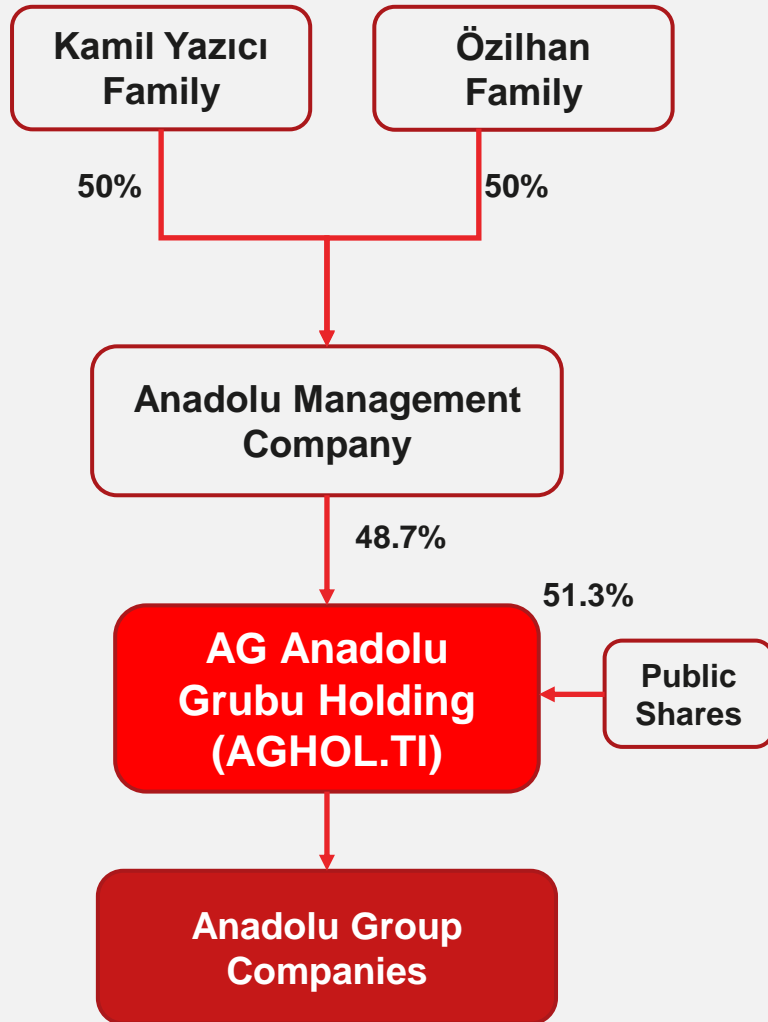 Kamil Yazıcı
Family
Özilhan
Family
50%
50%
Anadolu Management
Company
48.7%
51.3%
AG Anadolu
Grubu Holding
(AGHOL.TI)
Public
Shares
Anadolu Group
Companies